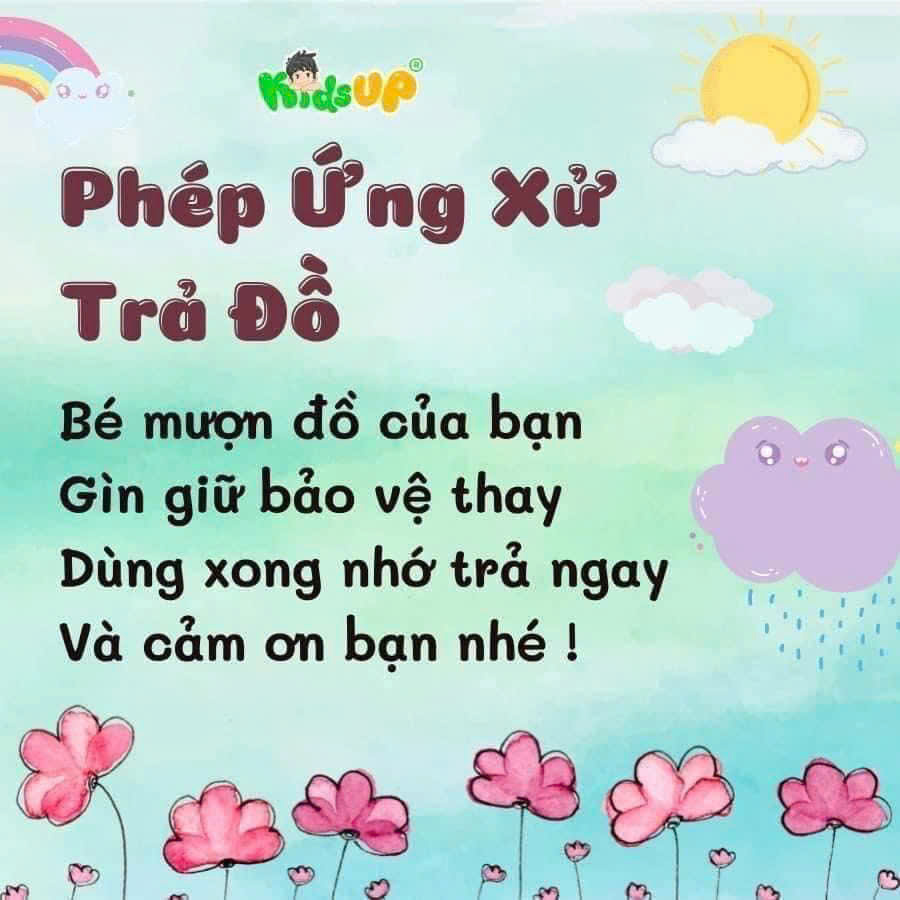 KidsUP®
Phép Ứng Xử
Trả Đồ
Bé mượn đồ của bạn
Gìn giữ bảo vệ thay
Dùng xong nhớ trả ngay
Và cảm ơn bạn nhé !